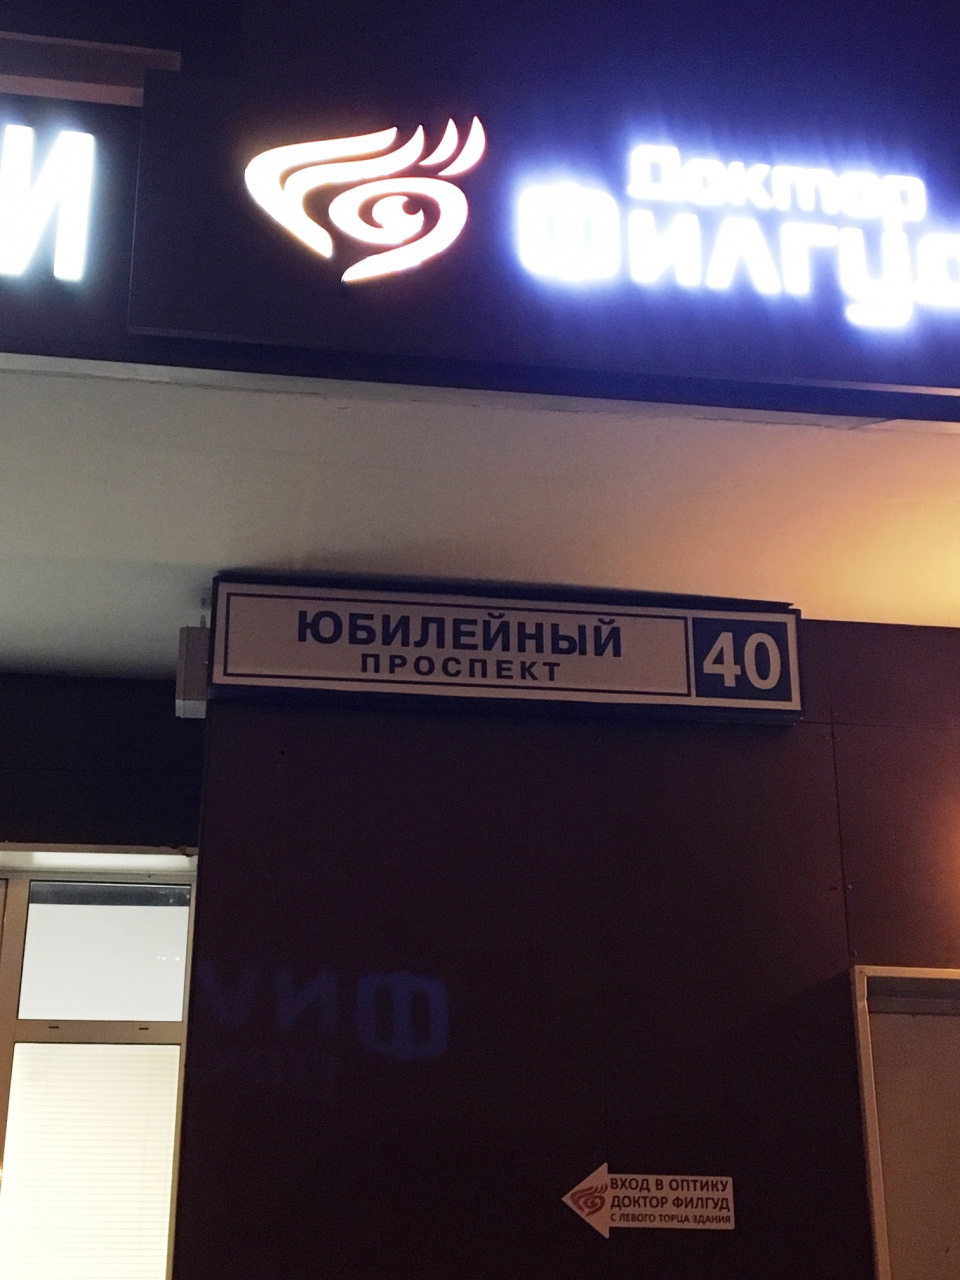 И
Доктор
Филгуд
ЮБИЛЕЙНЫЙ
ПРОСПЕКТ
40
ВХОД В ОПТИКУ
ДОКТОР ФИЛГУД
С ЛЕВОГО ТОРЦА ЗДАНИЯ